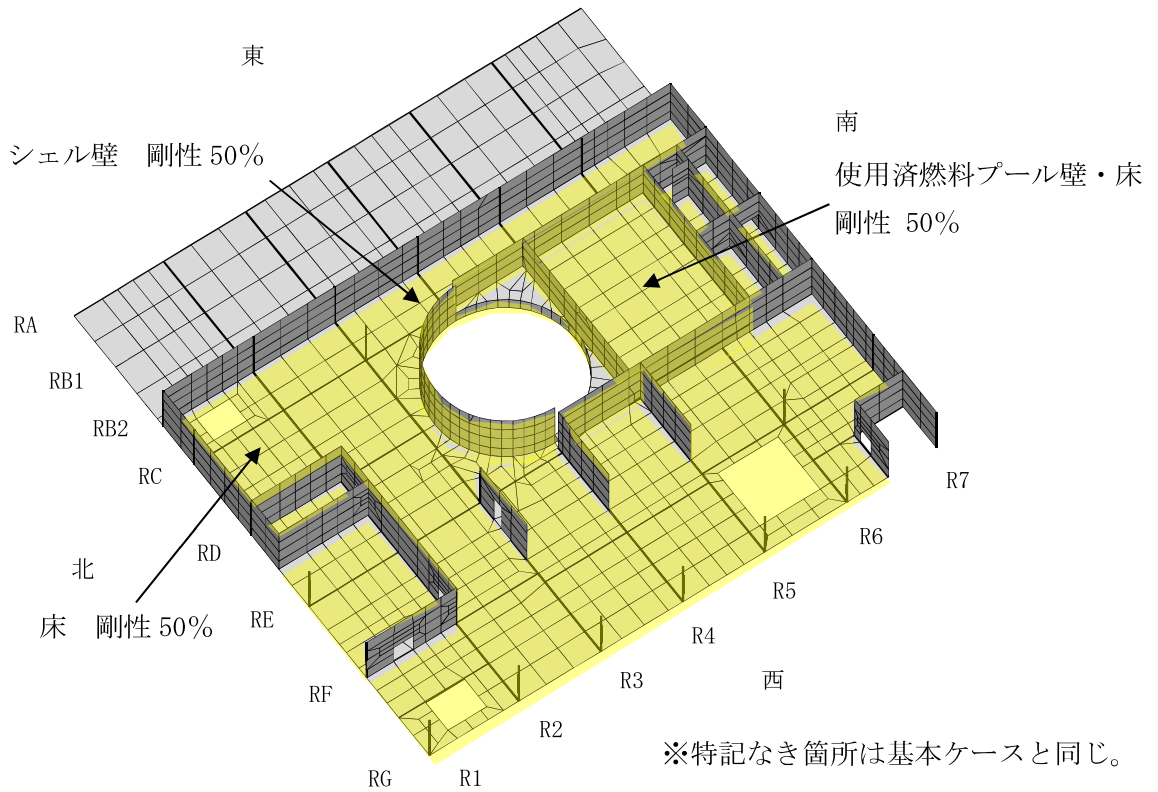 東
南
シェル壁　剛性 50%
使用済燃料プール壁・床
剛性 50%
RA
RB1
RB2
RC
RD
RE
RF
RG
北
床　剛性 50%
R1
R2
R3
R4
R5
R6
R7
西
※特記なき箇所は基本ケースと同じ。